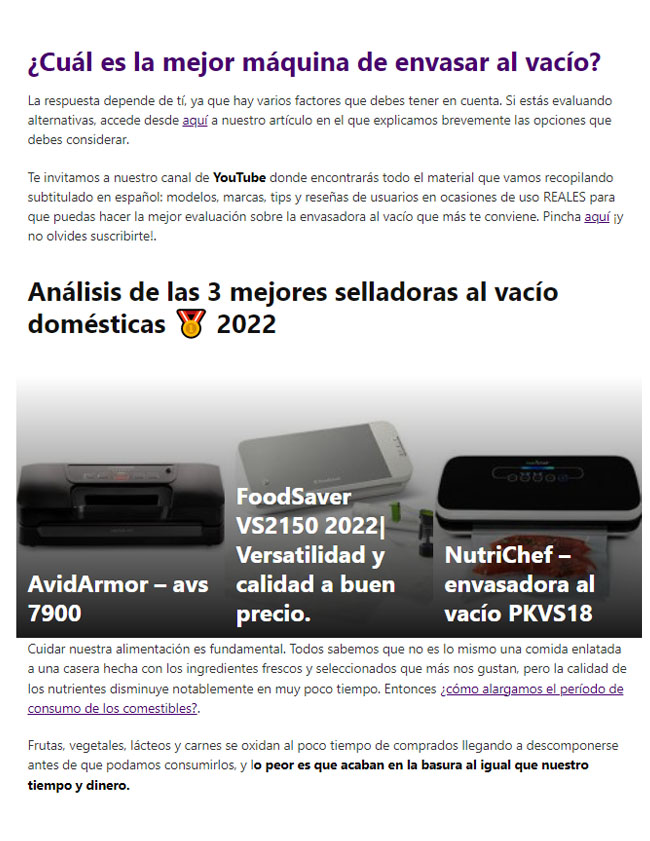 ¿Cuál es la mejor máquina de envasar al vacío?
La respuesta depende de tí, ya que hay varios factores que debes tener en cuenta. Si estás evaluando
alternativas, accede desde aquí a nuestro artículo en el que explicamos brevemente las opciones que
debes considerar.
Te invitamos a nuestro canal de YouTube donde encontrarás todo el material que vamos recopilando
subtitulado en español: modelos, marcas, tips y reseñas de usuarios en ocasiones de uso REALES para
que puedas hacer la mejor evaluación sobre la envasadora al vacío que más te conviene. Pincha aquí ¡y
no olvides suscribirte!.
Análisis de las 3 mejores selladoras al vacío
domésticas 🏅 2022
AvidArmor – avs
7900
FoodSaver
VS2150 2022|
Versatilidad y
calidad a buen
precio.
NutriChef –
envasadora al
vacío PKVS18
Cuidar nuestra alimentación es fundamental. Todos sabemos que no es lo mismo una comida enlatada
a una casera hecha con los ingredientes frescos y seleccionados que más nos gustan, pero la calidad de
los nutrientes disminuye notablemente en muy poco tiempo. Entonces ¿cómo alargamos el período de
consumo de los comestibles?.
Frutas, vegetales, lácteos y carnes se oxidan al poco tiempo de comprados llegando a descomponerse
antes de que podamos consumirlos, y lo peor es que acaban en la basura al igual que nuestro
tiempo y dinero.